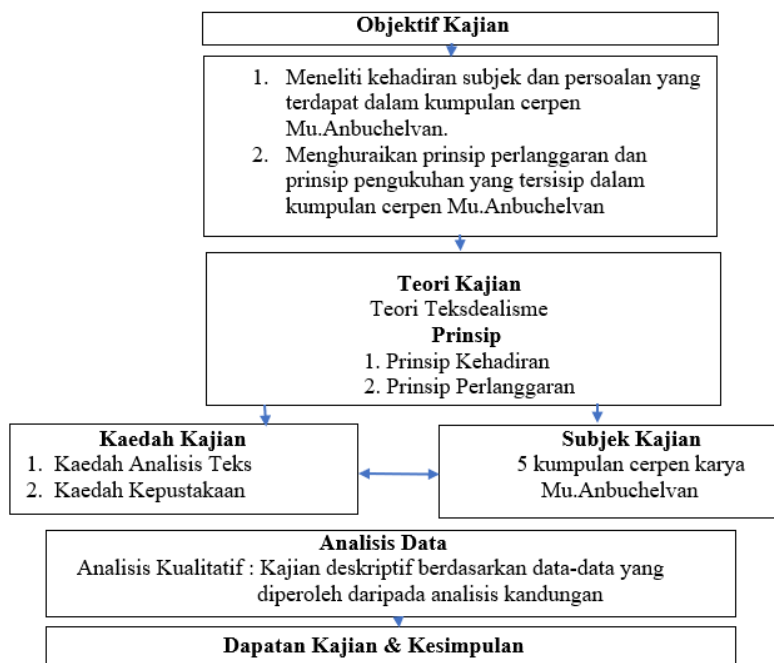 Objektif Kajian
1. Meneliti kehadiran subjek dan persoalan yang
terdapat dalam kumpulan cerpen
Mu.Anbuchelvan.
2. Menghuraikan prinsip perlanggaran dan
prinsip pengukuhan yang tersisip dalam
kumpulan cerpen Mu.Anbuchelvan
Teori Kajian
Teori Teksdealisme
Prinsip
1. Prinsip Kehadiran
2. Prinsip Perlanggaran
Kaedah Kajian
1. Kaedah Analisis Teks
2. Kaedah Kepustakaan
Subjek Kajian
5 kumpulan cerpen karya
Mu.Anbuchelvan
Analisis Data
Analisis Kualitatif : Kajian deskriptif berdasarkan data-data yang
diperoleh daripada analisis kandungan
Dapatan Kajian & Kesimpulan